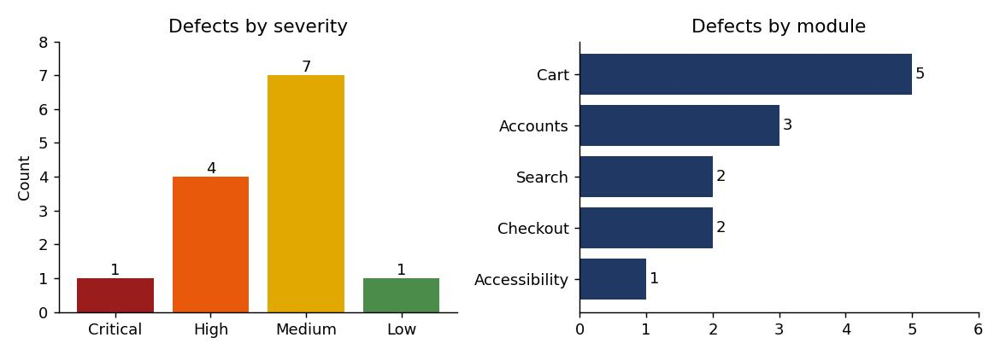 Defects by severity
8
7
6
5
4
3
2
1
0
Count
1
4
7
1
Critical High Medium Low
Defects by module
Cart 5
Accounts 3
Search 2
Checkout 2
Accessibility 1
0 1 2 3 4 5 6